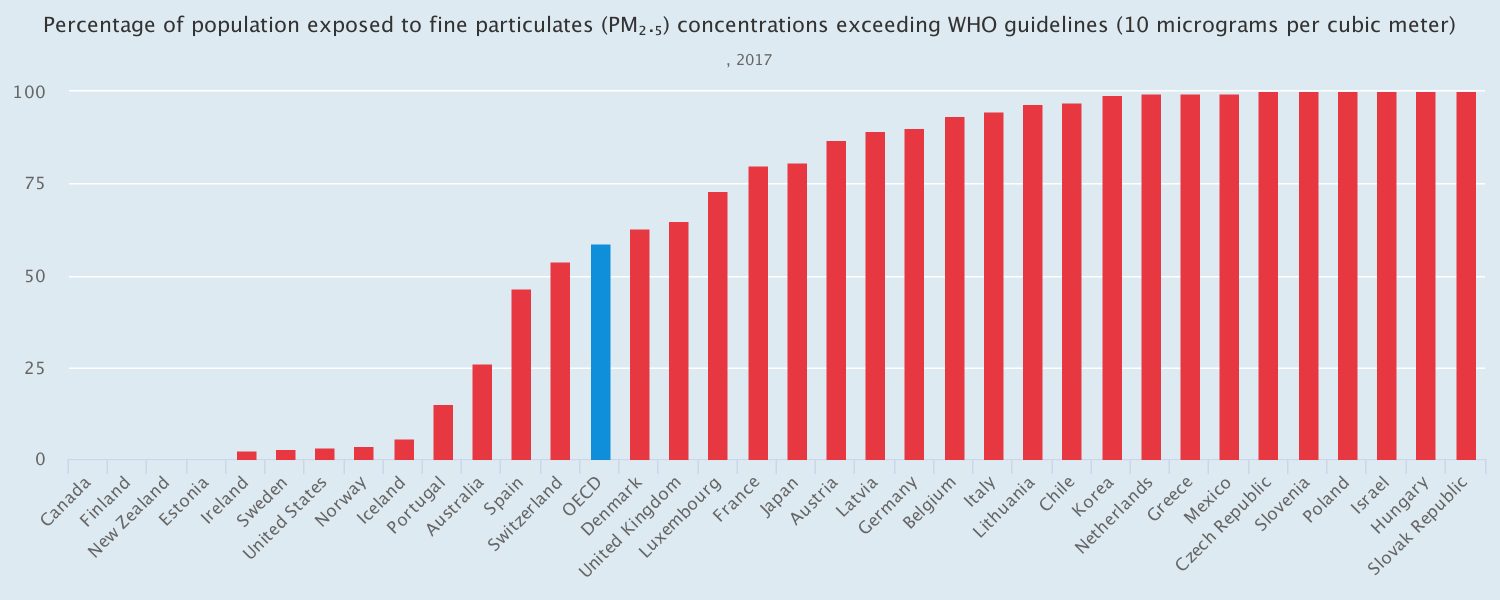 Percentage of population exposed to fine particulates (PM₂.₅) concentrations exceeding WHO guidelines (10 micrograms per cubic meter)
, 2017
100
75
50
25
0
Canada
Finland
New Zealand
Estonia
Ireland
Sweden
United States
Norway
Iceland
Portugal
Australia
Spain
Switzerland
OECD
Denmark
United Kingdom
Luxembourg
France
Japan
Austria
Latvia
Germany
Belgium
Italy
Lithuania
Chile
Korea
Netherlands
Greece
Mexico
Czech Republic
Slovenia
Poland
Israel
Hungary
Slovak Republic